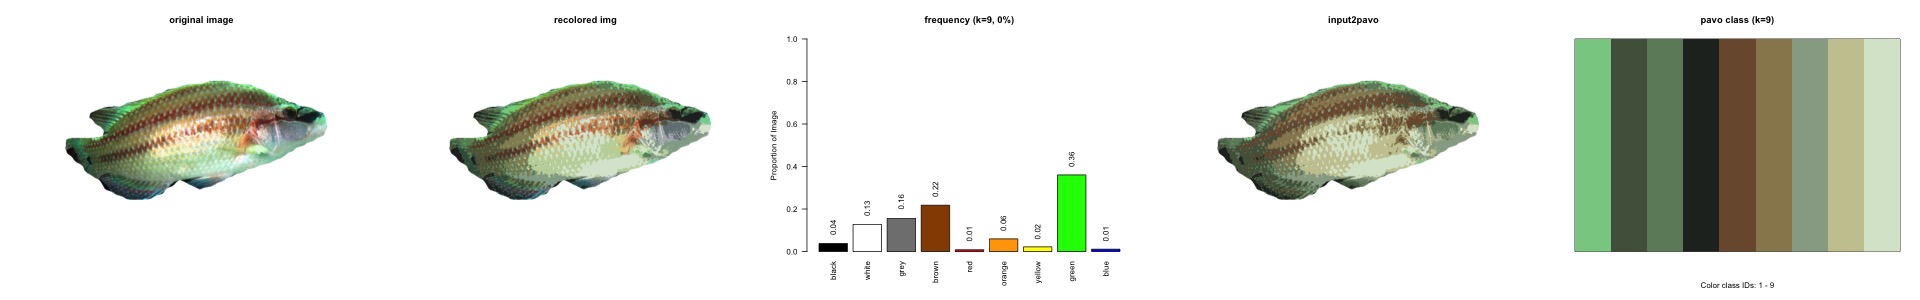 original image
recolored img
frequency (k=9, 0%)
input2pavo
pavo class (k=9)
Proportion of Image
1.0
0.8
0.6
0.4
0.2
0.0
0.04
0.13
0.16
0.22
0.01
0.06
0.02
0.36
0.01
black
white
grey
brown
red
orange
yellow
green
blue
Color class IDs: 1 - 9